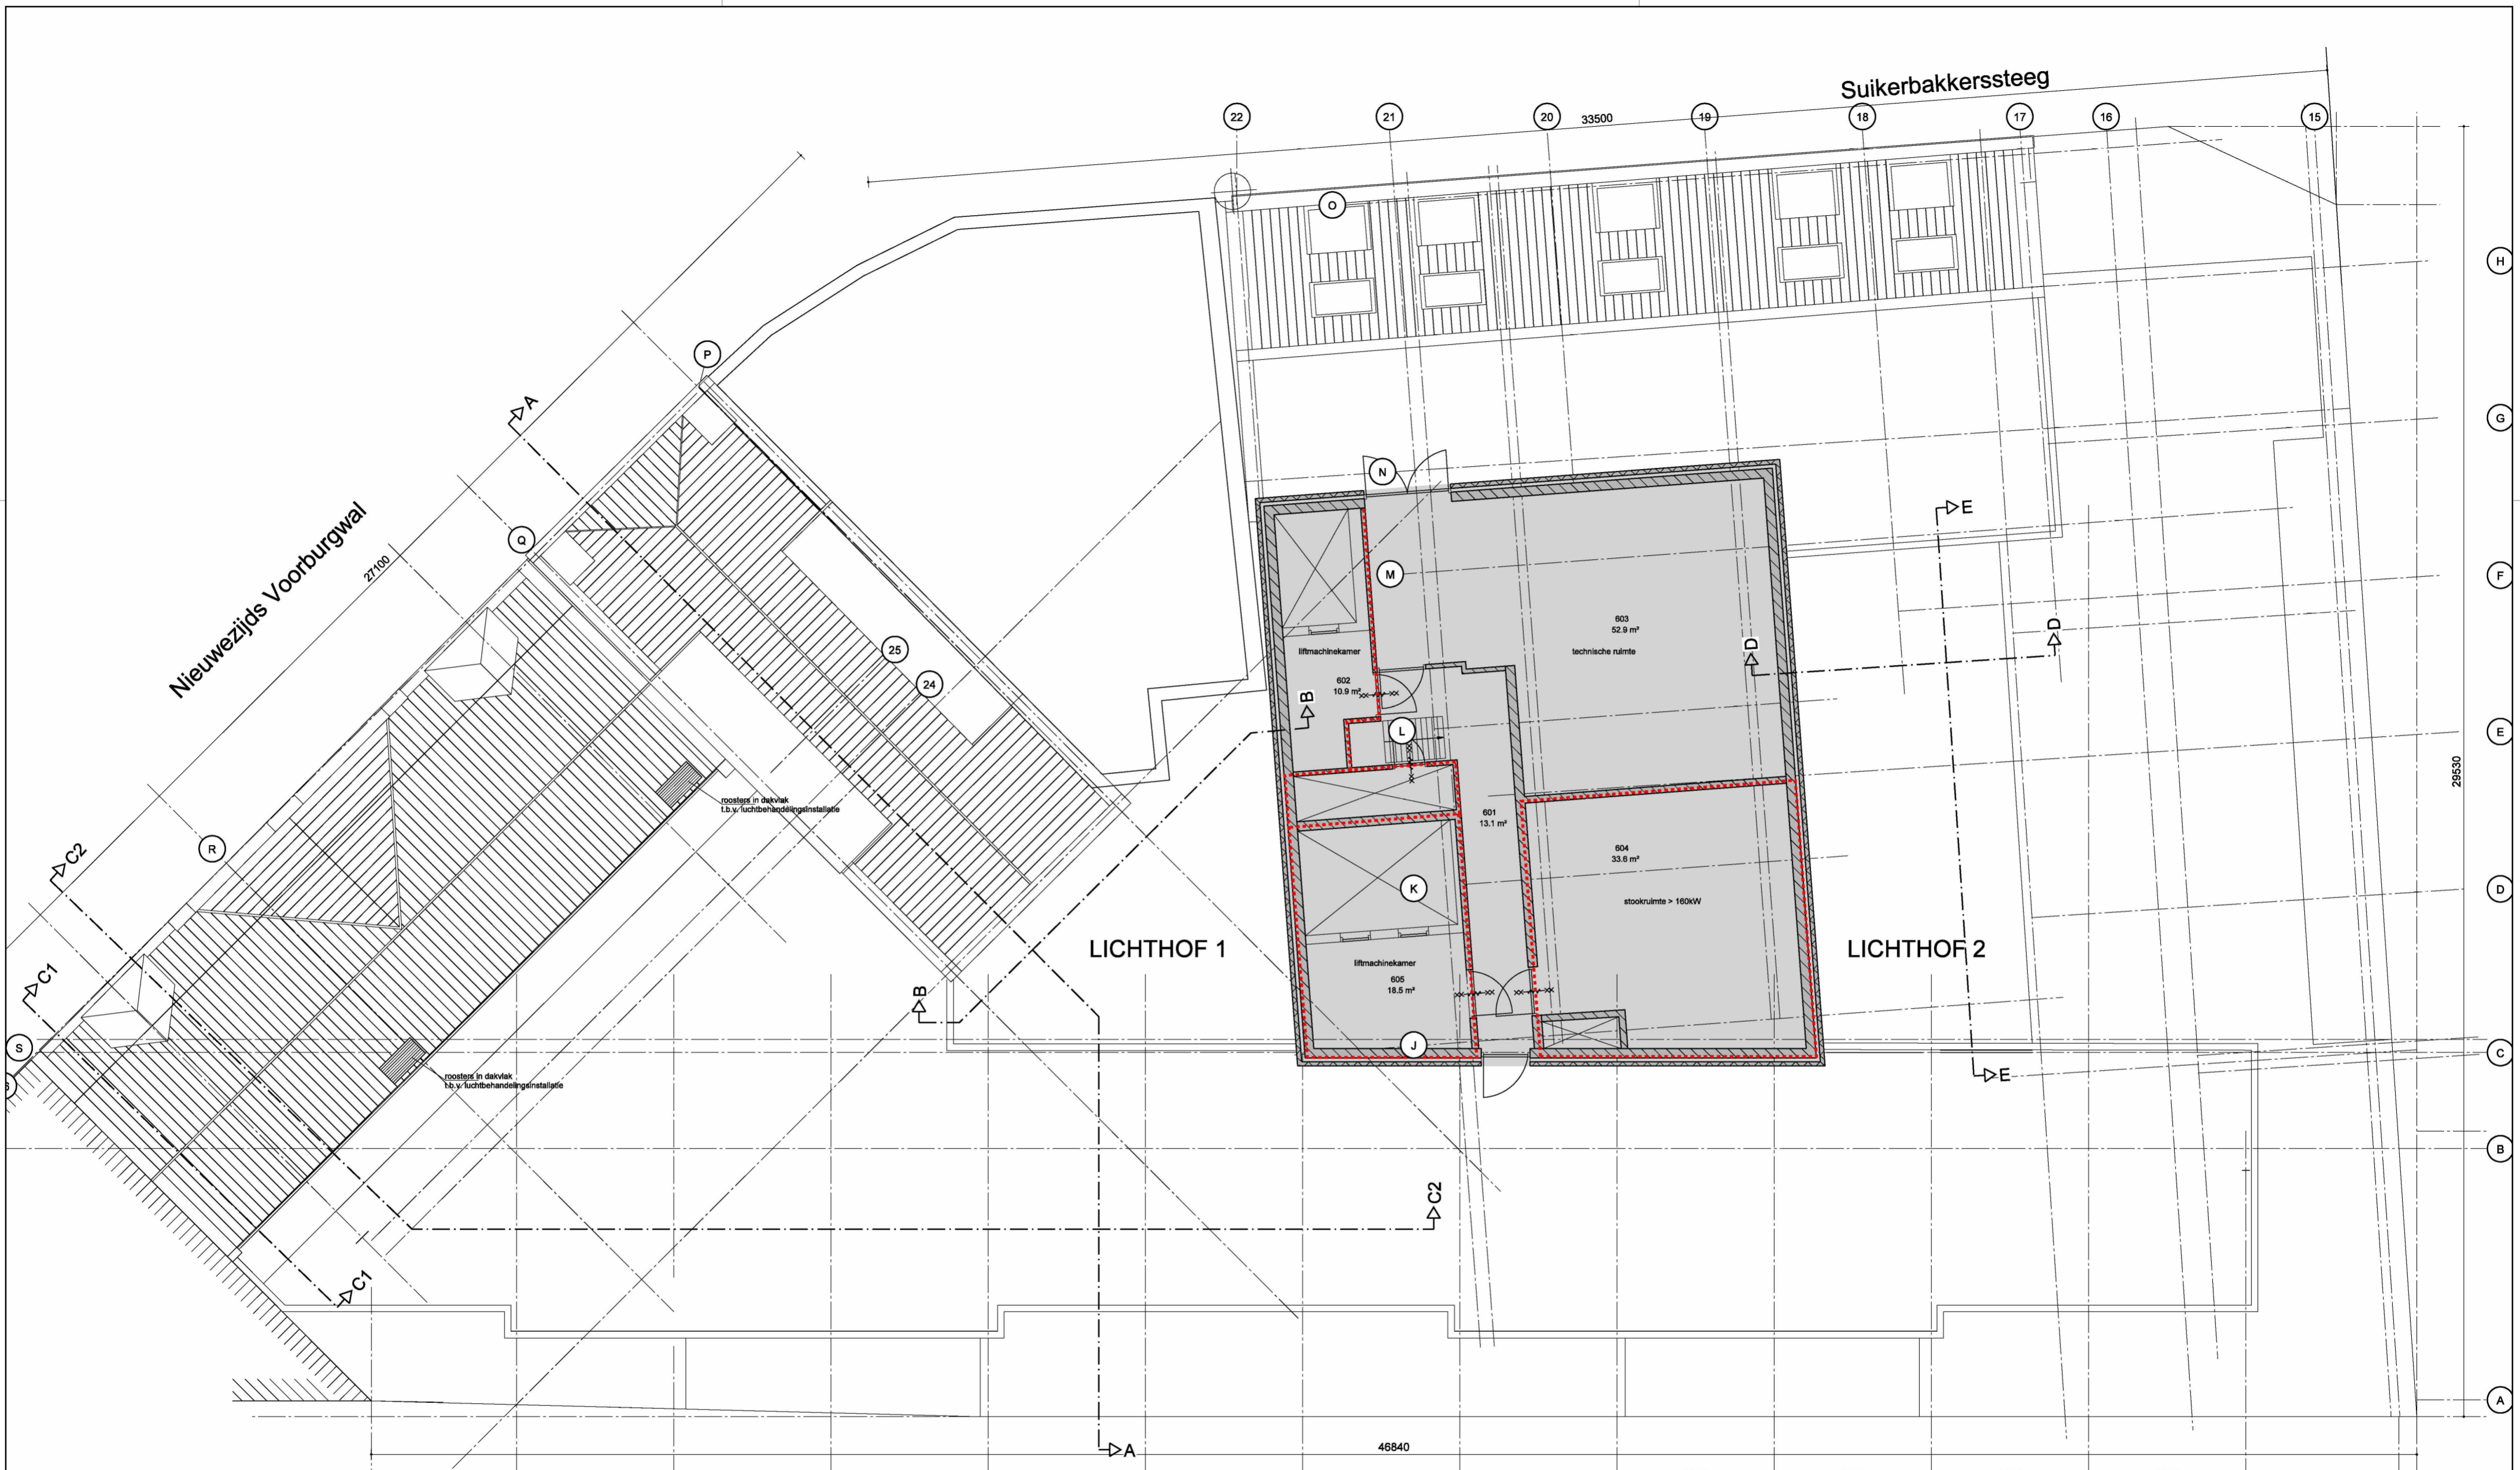 Suikerbakkerssteeg
33500
22
21
20
19
18
17
16
15
O
H
P
G
A
N
Q
M
F
Nieuwezijds Voorburgwal
27100
E
603
52.9 m²
technische ruimte
D
D
25
24
liftmachinekamer
602
10.9 m²
B
L
E
29530
roosters in dakvlak
t.b.v. luchtbehandelingsinstallatie
601
13.1 m²
604
33.6 m²
R
C2
K
D
stookruimte > 160kW
LICHTHOF 1
LICHTHOF 2
liftmachinekamer
605
18.5 m²
C1
B
S
J
C
roosters in dakvlak
t.b.v. luchtbehandelingsinstallatie
E
B
C2
C1
A
A
46840